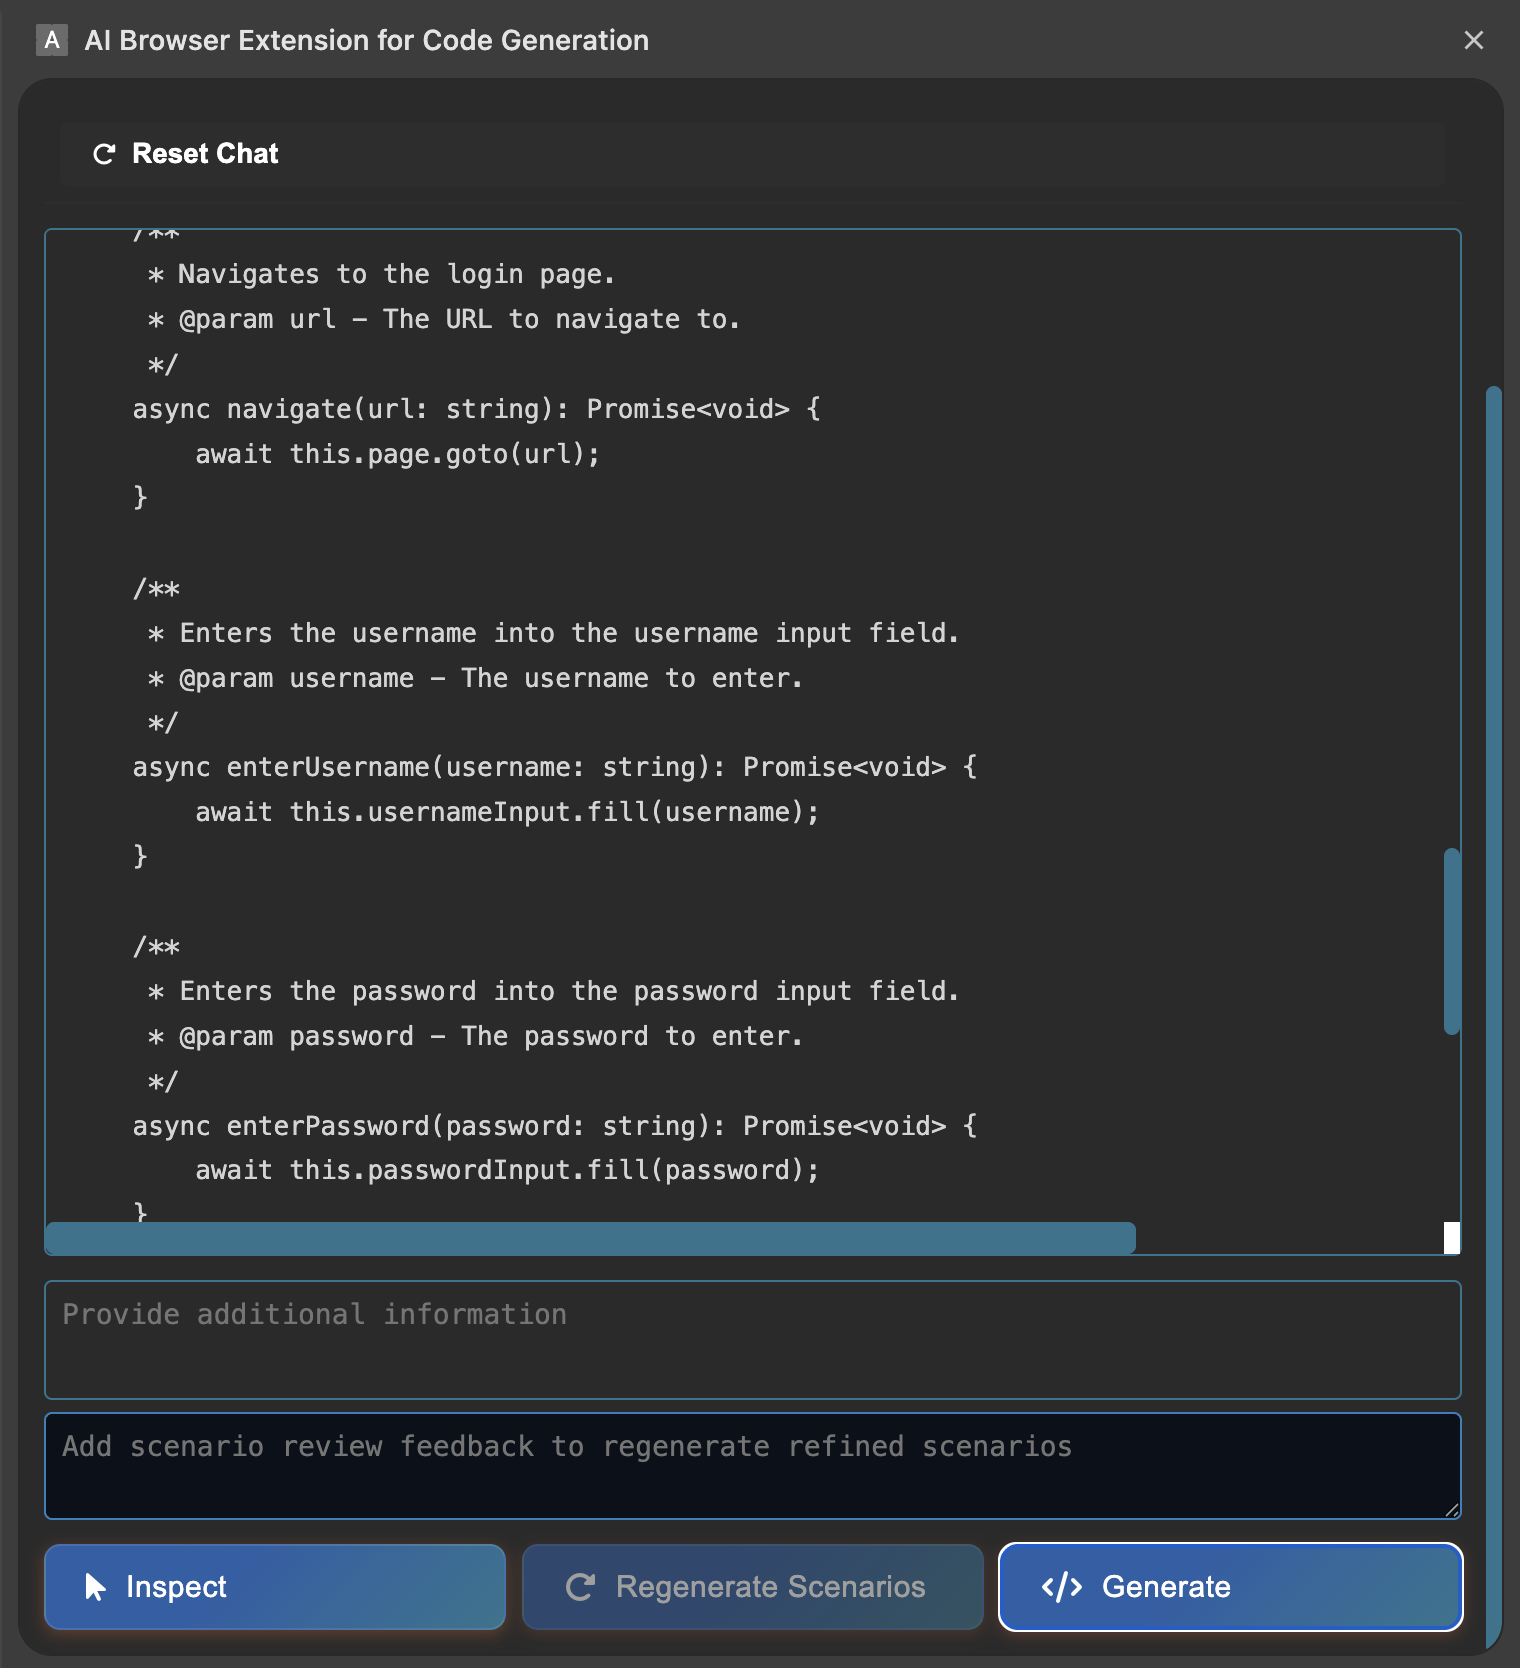 A AI Browser Extension for Code Generation
Reset Chat
/**
* Navigates to the login page.
* @param url – The URL to navigate to.
*/
async navigate(url: string): Promise<void> {
await this.page.goto(url);
}
/**
* Enters the username into the username input field.
* @param username – The username to enter.
*/
async enterUsername(username: string): Promise<void> {
await this.usernameInput.fill(username);
}
/**
* Enters the password into the password input field.
* @param password – The password to enter.
*/
async enterPassword(password: string): Promise<void> {
await this.passwordInput.fill(password);
}
Provide additional information
Add scenario review feedback to regenerate refined scenarios
Inspect
Regenerate Scenarios
</> Generate